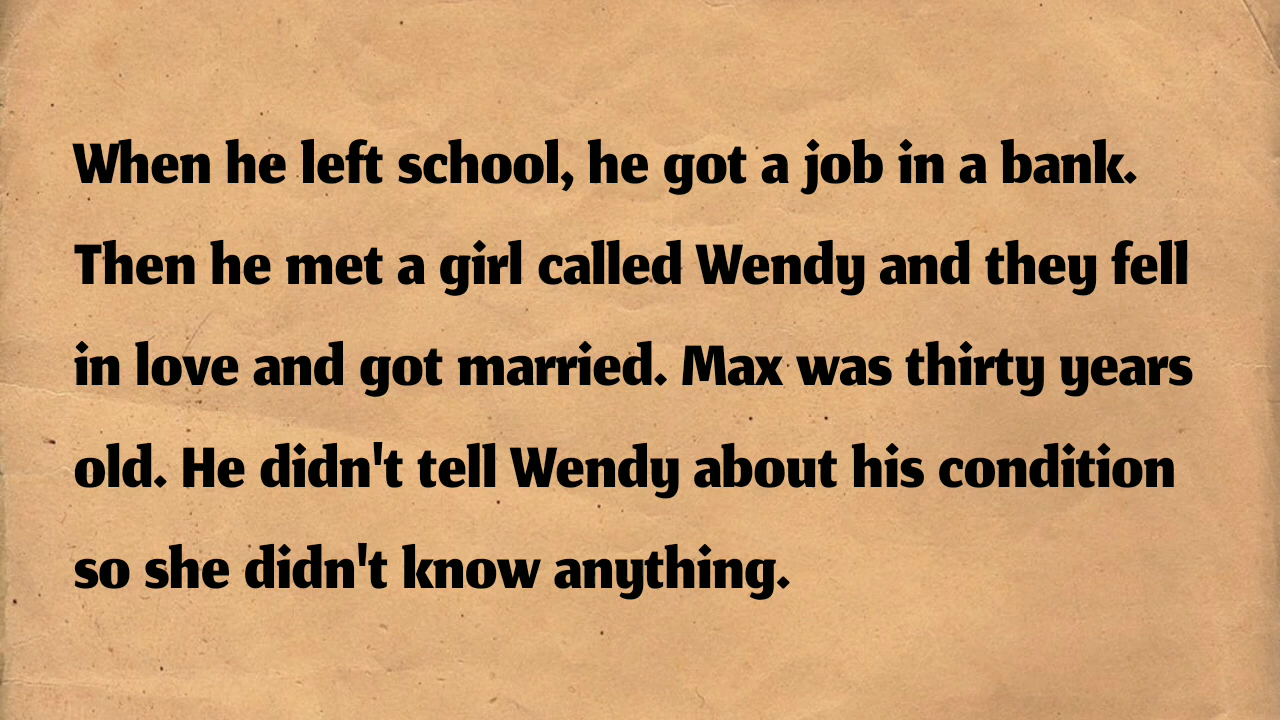 When he left school, he got a job in a bank.
Then he met a girl called Wendy and they fell
in love and got married. Max was thirty years
old. He didn't tell Wendy about his condition
so she didn't know anything.